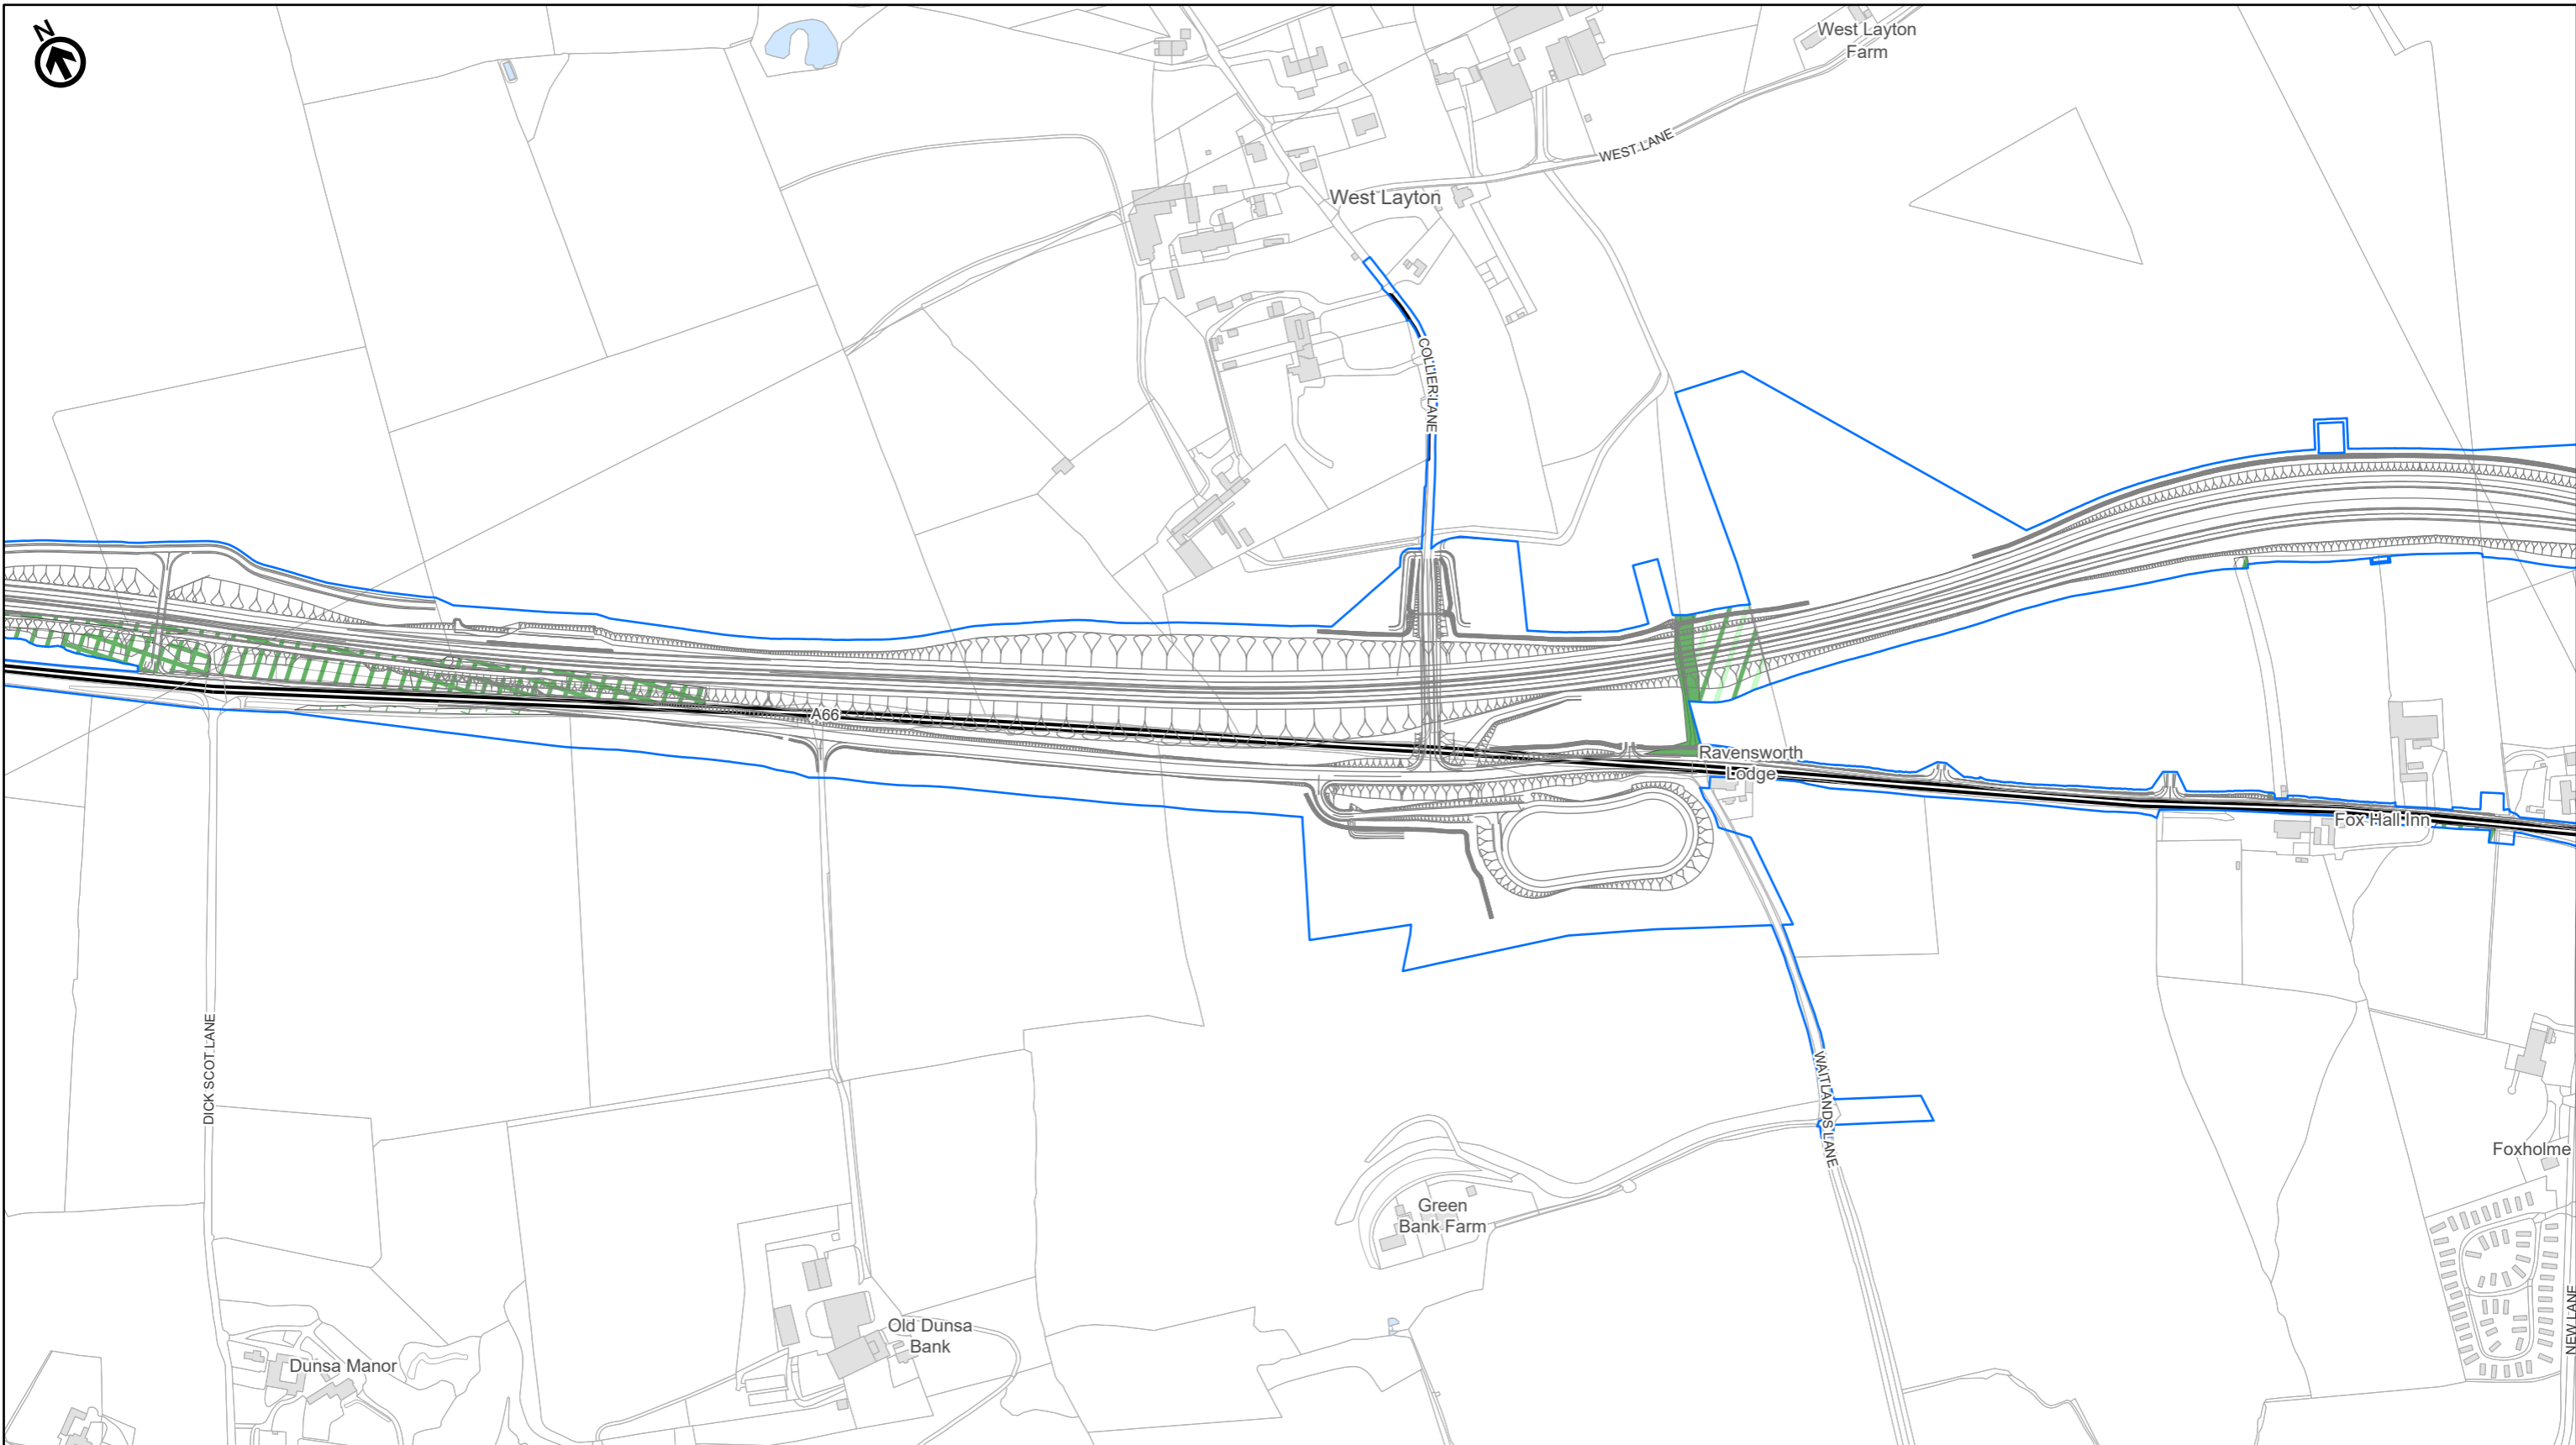 N
West Layton
Farm
WEST LANE
West Layton
COLLIER LANE
A66
Ravensworth
Lodge
Fox Hall Inn
DICK SCOT LANE
WAITLANDS LANE
Foxholme
Green
Bank Farm
Old Dunsa
Bank
Dunsa Manor
NEW LANE